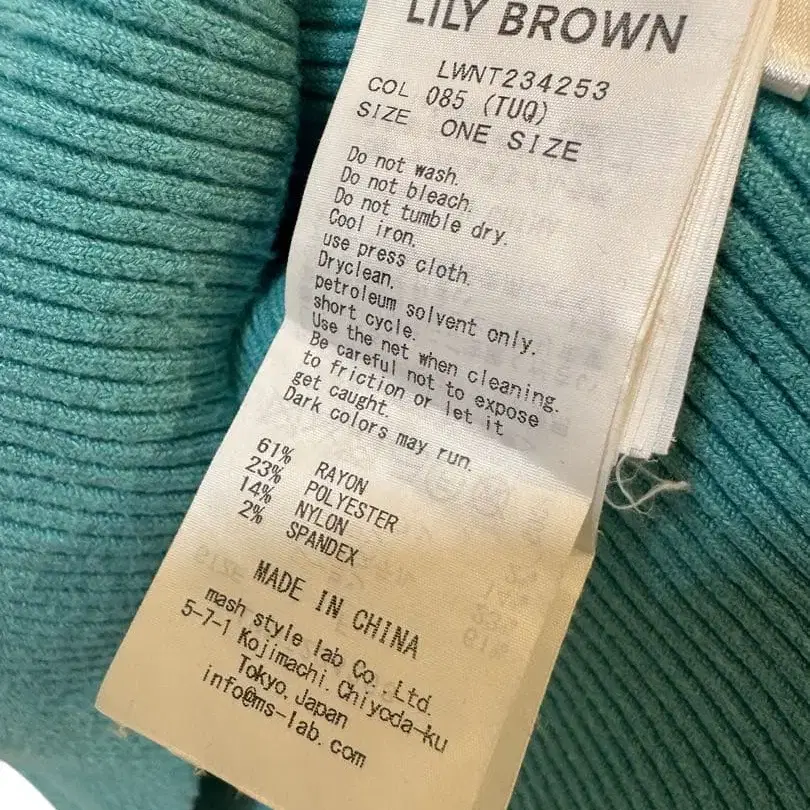 LILY BROWN
LWNT234253
COL 085 (TUQ)
SIZE ONE SIZE
Do not wash.
Do not bleach.
Do not tumble dry.
Cool iron.
use press cloth.
Dryclean.
petroleum solvent only.
short cycle.
Use the net when cleaning.
Be careful not to expose
to friction or let it
get caught.
Dark colors may run.
61% RAYON
23% POLYESTER
14% NYLON
2% SPANDEX
MADE IN CHINA
mash style lab Co., Ltd.
5-7-1 Kojimachi. Chiyoda-ku
Tokyo, Japan
info@ms-lab.com